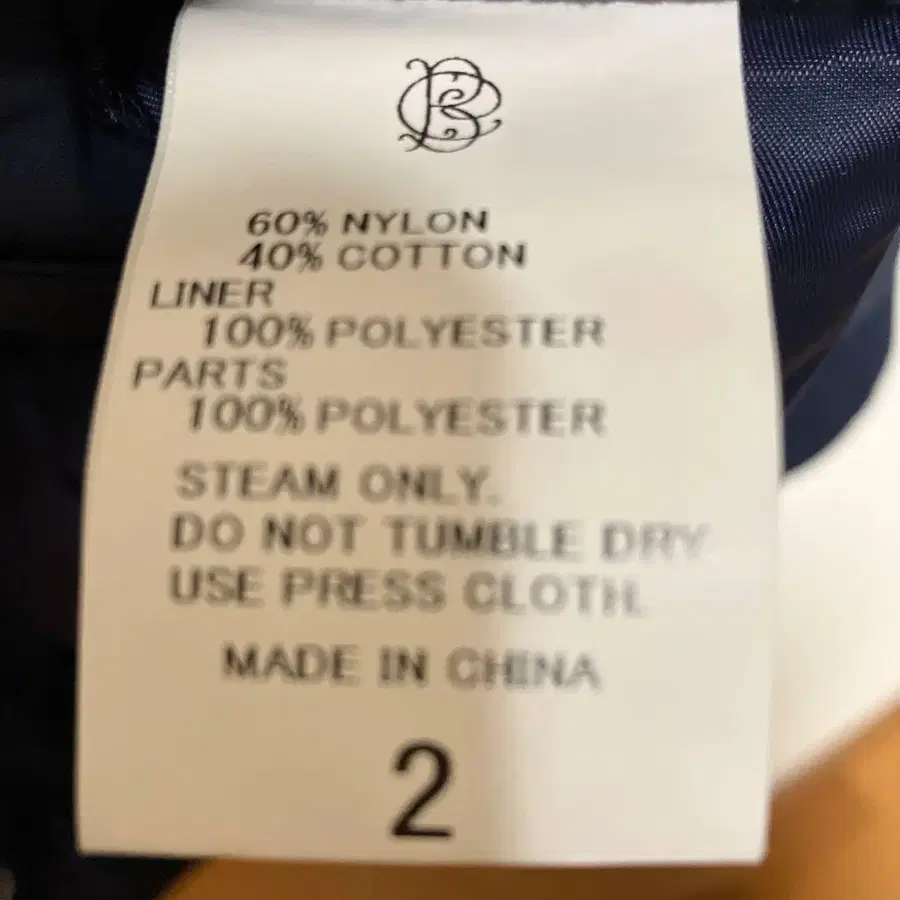 60% NYLON
40% COTTON
LINER
100% POLYESTER
PARTS
100% POLYESTER
STEAM ONLY.
DO NOT TUMBLE DRY
USE PRESS CLOTH.
MADE IN CHINA
2